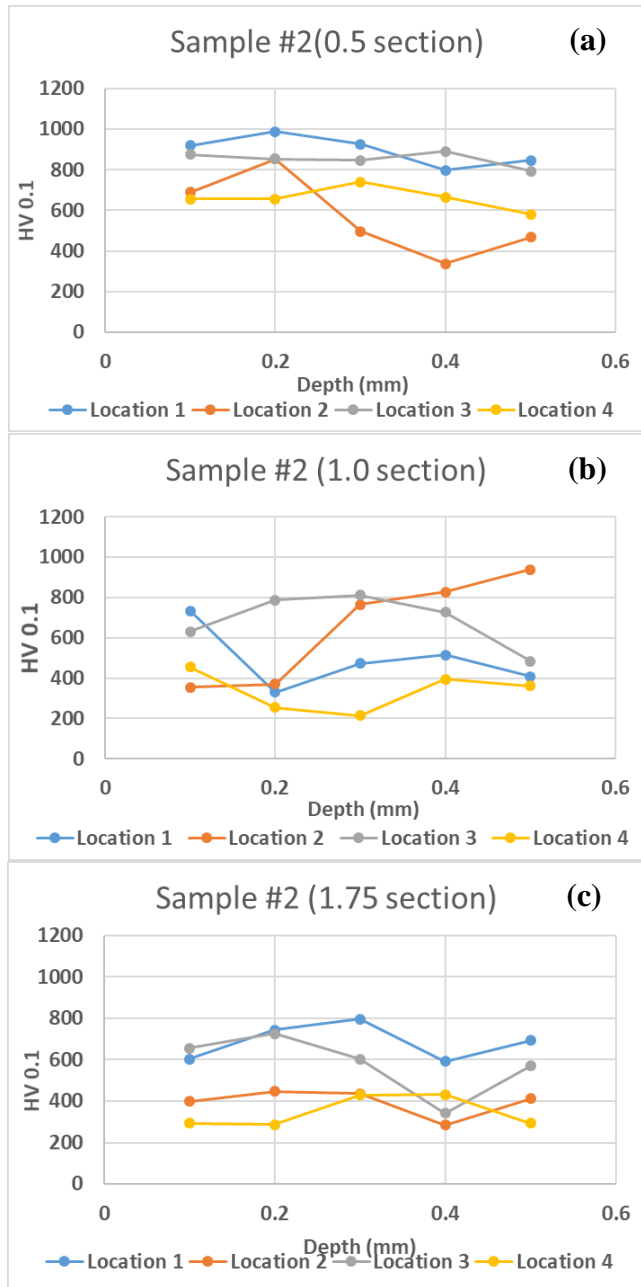 Sample #2(0.5 section) (a)
1200
1000
800
600
400
200
0
HV 0.1
0 0.2 0.4 0.6
Depth (mm)
Location 1 Location 2 Location 3 Location 4
Sample #2 (1.0 section) (b)
1200
1000
800
600
400
200
0
HV 0.1
0 0.2 0.4 0.6
Depth (mm)
Location 1 Location 2 Location 3 Location 4
Sample #2 (1.75 section) (c)
1200
1000
800
600
400
200
0
HV 0.1
0 0.2 0.4 0.6
Depth (mm)
Location 1 Location 2 Location 3 Location 4